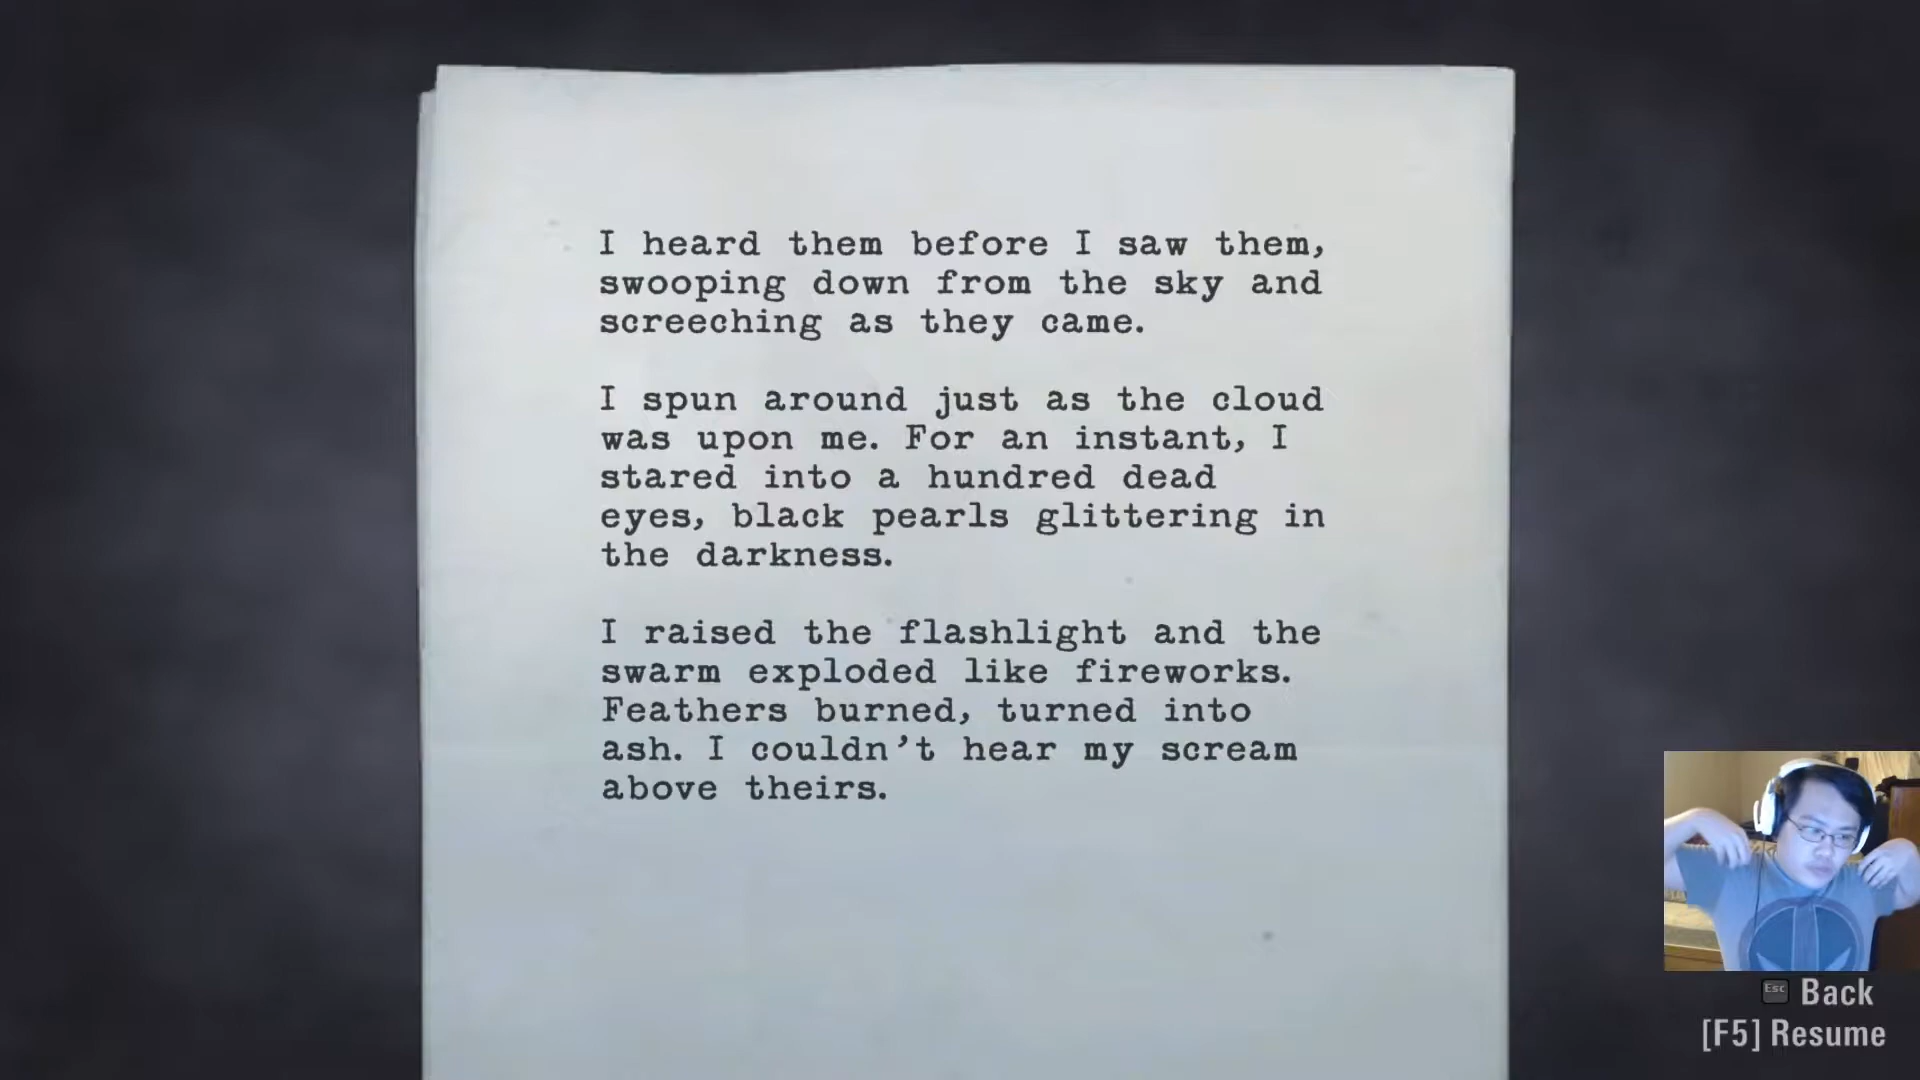 I heard them before I saw them,
swooping down from the sky and
screeching as they came.
I spun around just as the cloud
was upon me. For an instant, I
stared into a hundred dead
eyes, black pearls glittering in
the darkness.
I raised the flashlight and the
swarm exploded like fireworks.
Feathers burned, turned into
ash. I couldn’t hear my scream
above theirs.
Esc Back
[F5] Resume